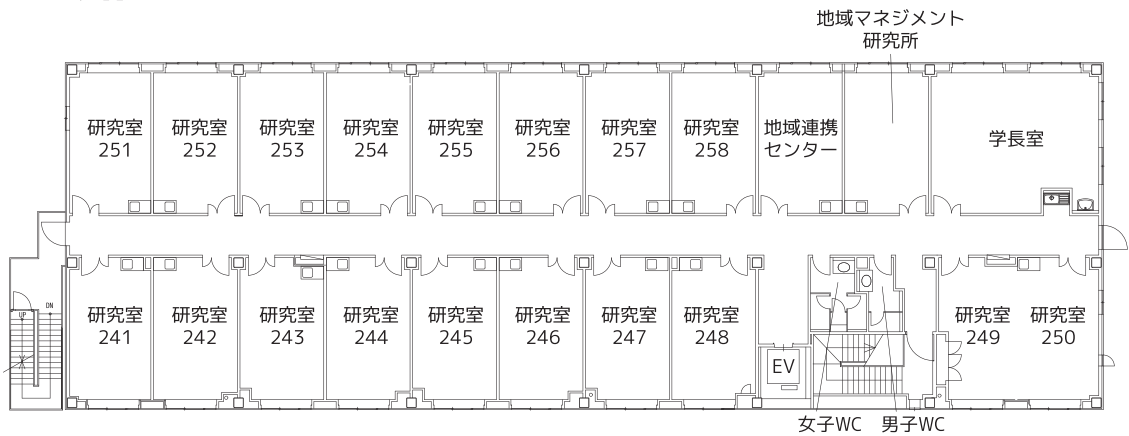 地域マネジメント
研究所
研究室
251
研究室
252
研究室
253
研究室
254
研究室
255
研究室
256
研究室
257
研究室
258
地域連携
センター
学長室
UP
DN
研究室
241
研究室
242
研究室
243
研究室
244
研究室
245
研究室
246
研究室
247
研究室
248
EV
研究室
249
研究室
250
女子WC
男子WC